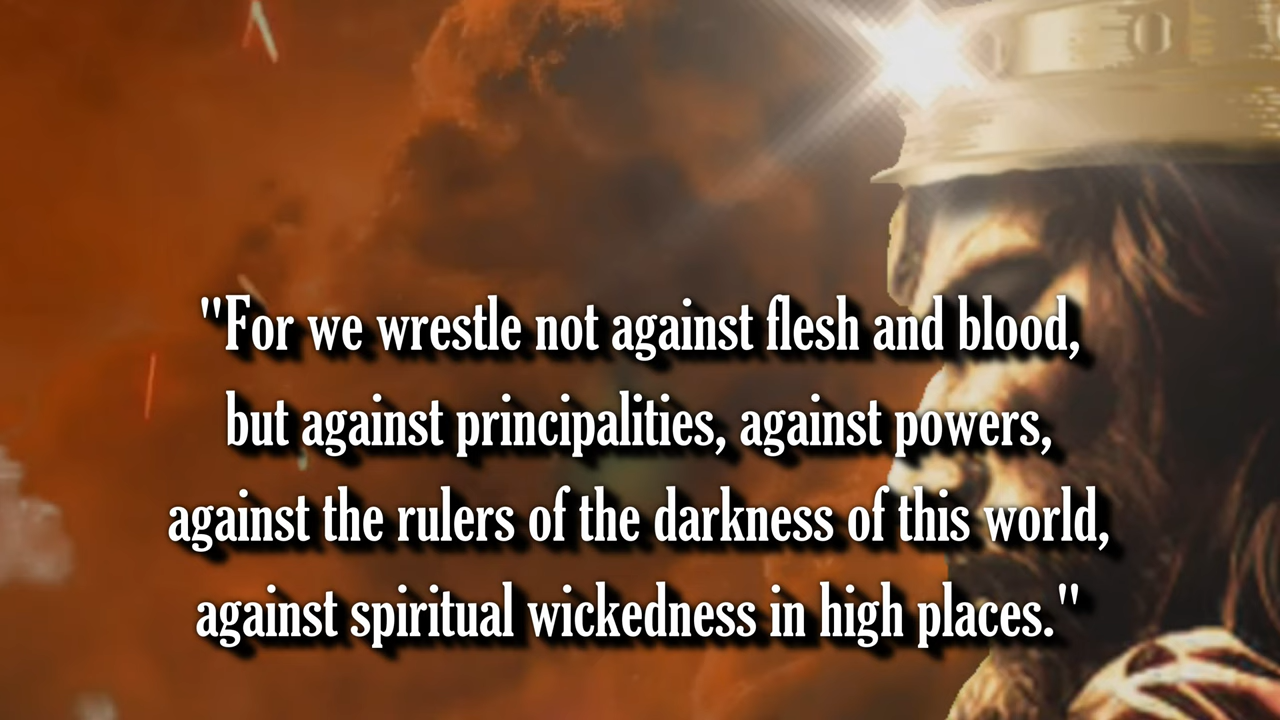 "For we wrestle not against flesh and blood,
but against principalities, against powers,
against the rulers of the darkness of this world,
against spiritual wickedness in high places."